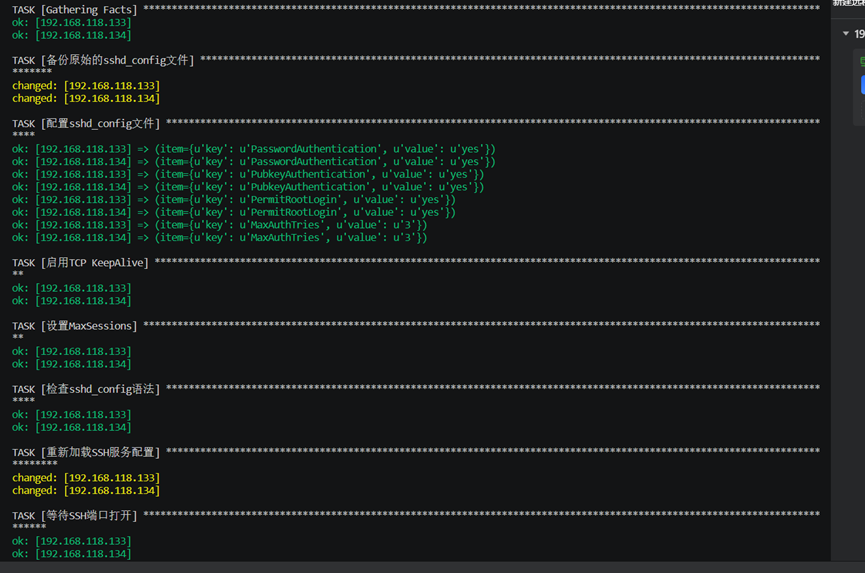 TASK [Gathering Facts] ************************************************************************************************************************
ok: [192.168.118.133]
ok: [192.168.118.134]
TASK [备份原始的sshd_config文件] **************************************************************************************************************
*******
changed: [192.168.118.133]
changed: [192.168.118.134]
TASK [配置sshd_config文件] ********************************************************************************************************************
****
ok: [192.168.118.133] => (item={u'key': u'PasswordAuthentication', u'value': u'yes'})
ok: [192.168.118.134] => (item={u'key': u'PasswordAuthentication', u'value': u'yes'})
ok: [192.168.118.133] => (item={u'key': u'PubkeyAuthentication', u'value': u'yes'})
ok: [192.168.118.134] => (item={u'key': u'PubkeyAuthentication', u'value': u'yes'})
ok: [192.168.118.133] => (item={u'key': u'PermitRootLogin', u'value': u'yes'})
ok: [192.168.118.134] => (item={u'key': u'PermitRootLogin', u'value': u'yes'})
ok: [192.168.118.133] => (item={u'key': u'MaxAuthTries', u'value': u'3'})
ok: [192.168.118.134] => (item={u'key': u'MaxAuthTries', u'value': u'3'})
TASK [启用TCP KeepAlive] **********************************************************************************************************************
**
ok: [192.168.118.133]
ok: [192.168.118.134]
TASK [设置MaxSessions] ************************************************************************************************************************
**
ok: [192.168.118.133]
ok: [192.168.118.134]
TASK [检查sshd_config语法] ********************************************************************************************************************
****
ok: [192.168.118.133]
ok: [192.168.118.134]
TASK [重新加载SSH服务配置] ********************************************************************************************************************
********
changed: [192.168.118.133]
changed: [192.168.118.134]
TASK [等待SSH端口打开] ************************************************************************************************************************
******
ok: [192.168.118.133]
ok: [192.168.118.134]
19